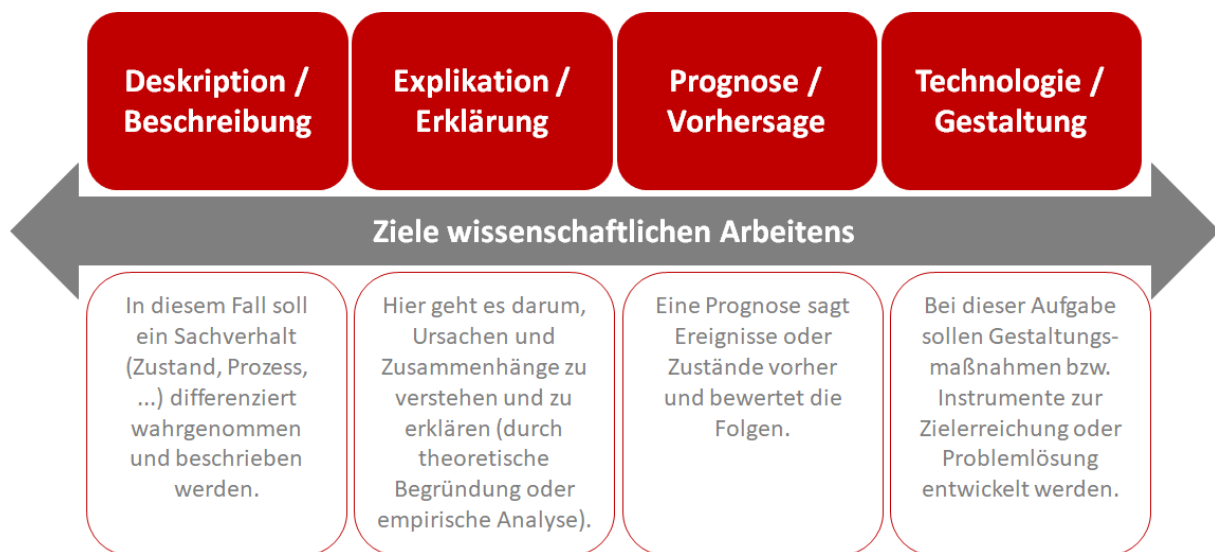 Deskription /
Beschreibung
Explikation /
Erklärung
Prognose /
Vorhersage
Technologie /
Gestaltung
Ziele wissenschaftlichen Arbeitens
In diesem Fall soll
ein Sachverhalt
(Zustand, Prozess,
...) differenziert
wahrgenommen
und beschrieben
werden.
Hier geht es darum,
Ursachen und
Zusammenhänge zu
verstehen und zu
erklären (durch
theoretische
Begründung oder
empirische Analyse).
Eine Prognose sagt
Ereignisse oder
Zustände vorher
und bewertet die
Folgen.
Bei dieser Aufgabe
sollen Gestaltungs-
maßnahmen bzw.
Instrumente zur
Zielerreichung oder
Problemlösung
entwickelt werden.